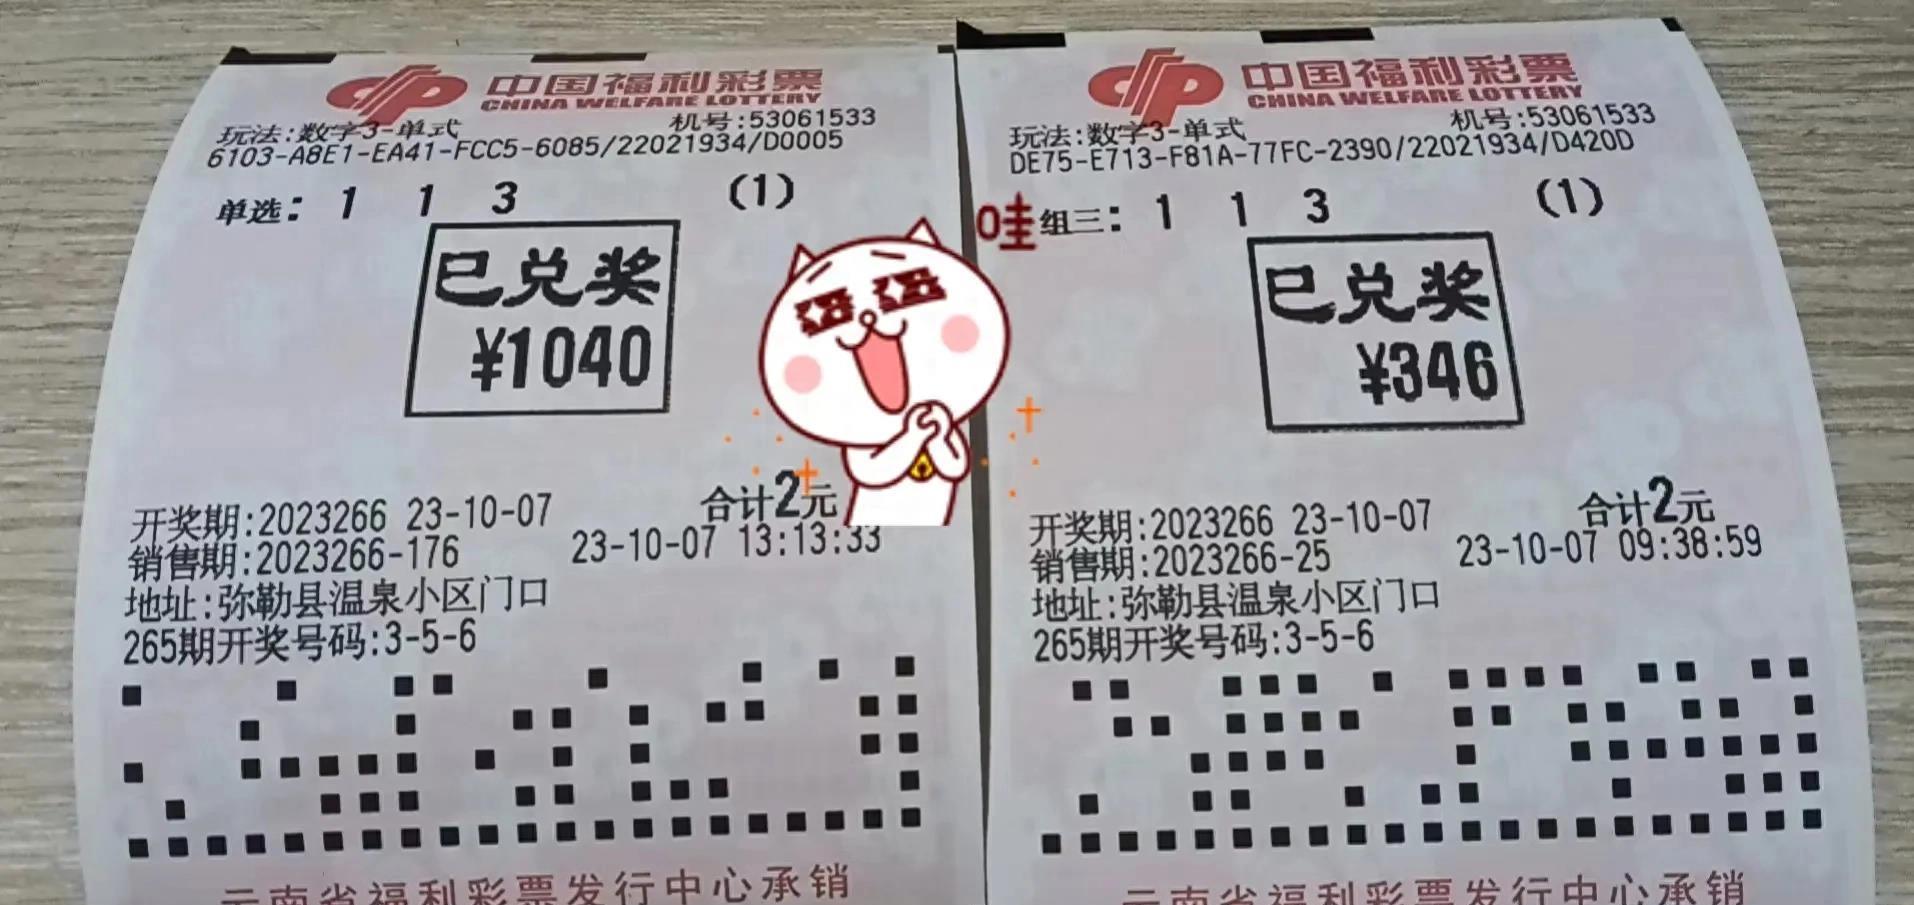 中国福利彩票
CHINA WELFARE LOTTERY
玩法:数字3-单式 机号:53061533
6103-A8E1-EA41-FCC5-6085/22021934/D0005
单选: 1 1 3 (1)
已兑奖
¥1040
合计2元
开奖期:2023266 23-10-07
销售期:2023266-176 23-10-07 13:13:33
地址:弥勒县温泉小区门口
265期开奖号码:3-5-6
云南省福利彩票发行中心承销
哇
中国福利彩票
CHINA WELFARE LOTTERY
玩法:数字3-单式 机号:53061533
DE75-E713-F81A-77FC-2390/22021934/D420D
组三: 1 1 3 (1)
已兑奖
¥346
合计2元
开奖期:2023266 23-10-07
销售期:2023266-25 23-10-07 09:38:59
地址:弥勒县温泉小区门口
265期开奖号码:3-5-6
云南省福利彩票发行中心承销